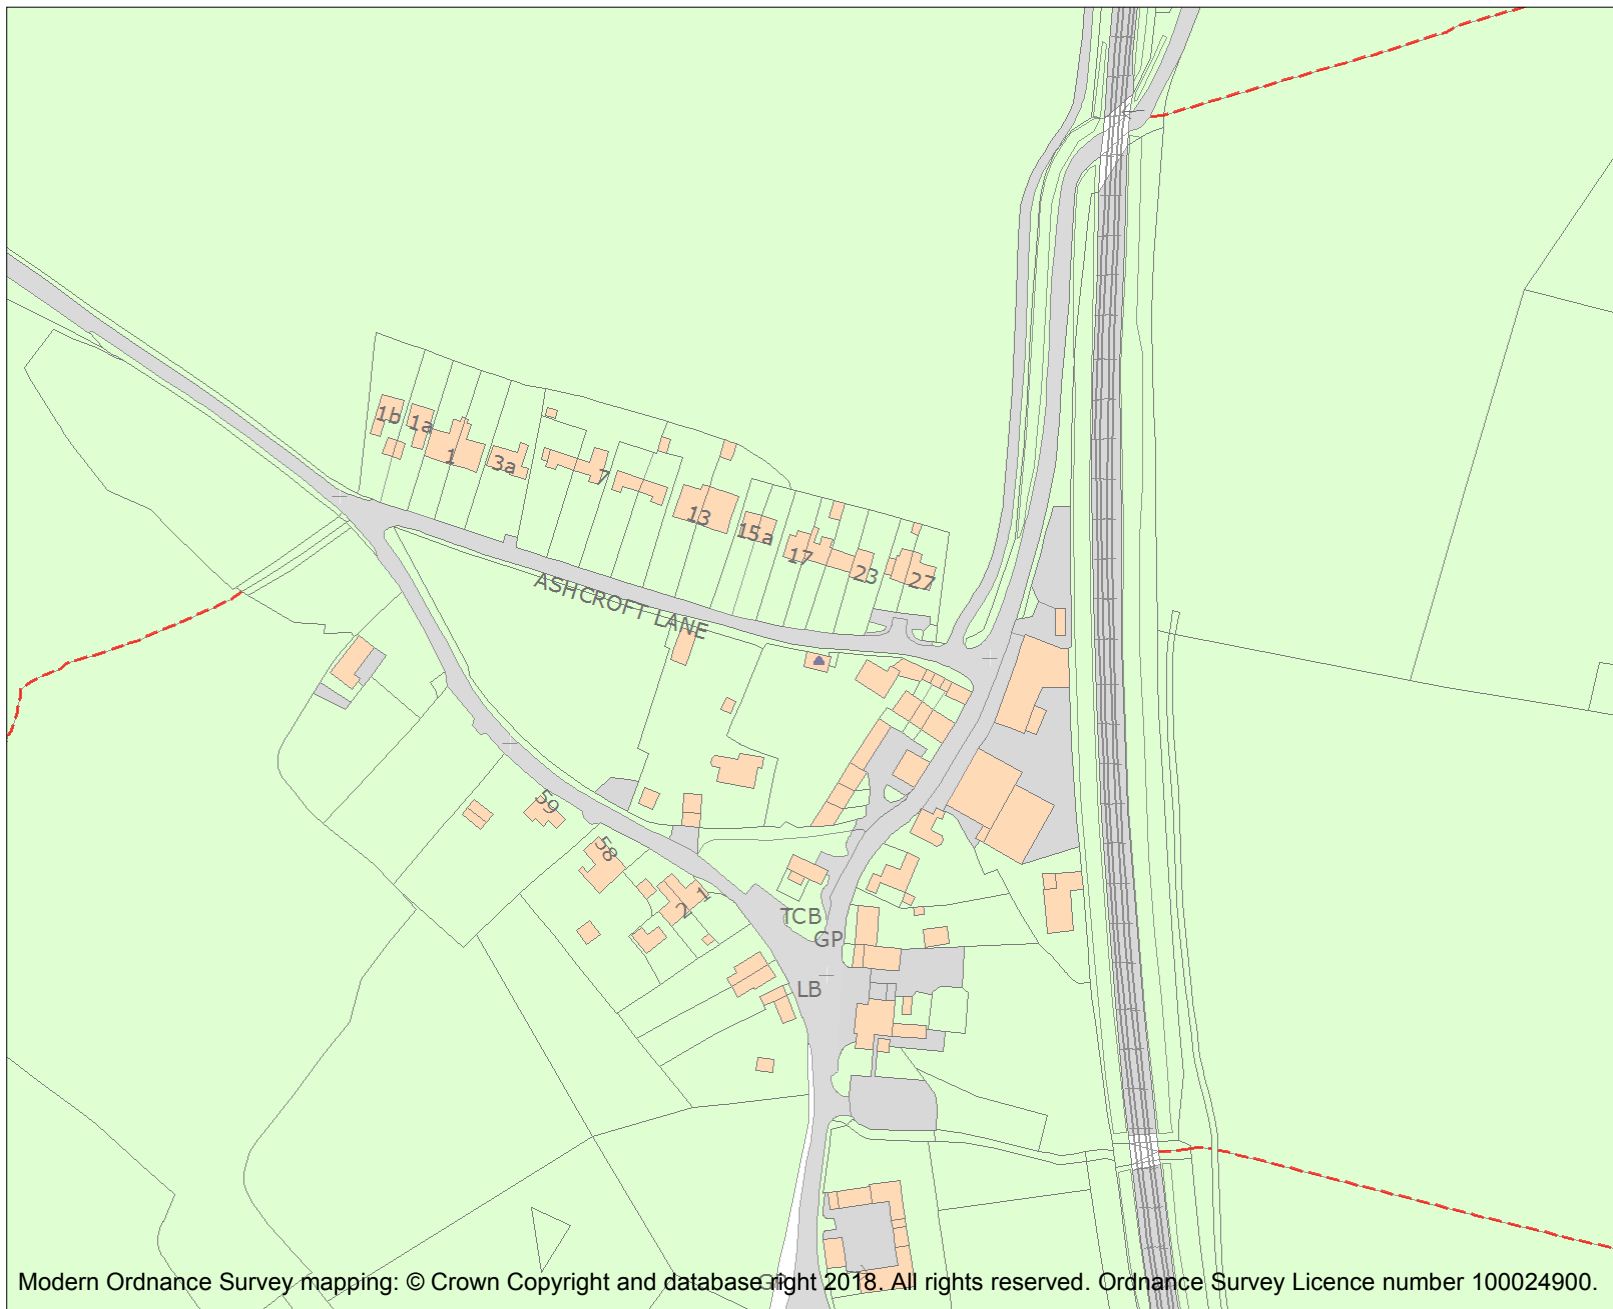 1b
1a
1
3a
7
13
15a
17
23
27
ASHCROFT LANE
59
58
2 1
TCB
GP
LB
GP
Modern Ordnance Survey mapping: © Crown Copyright and database right 2018. All rights reserved. Ordnance Survey Licence number 100024900.